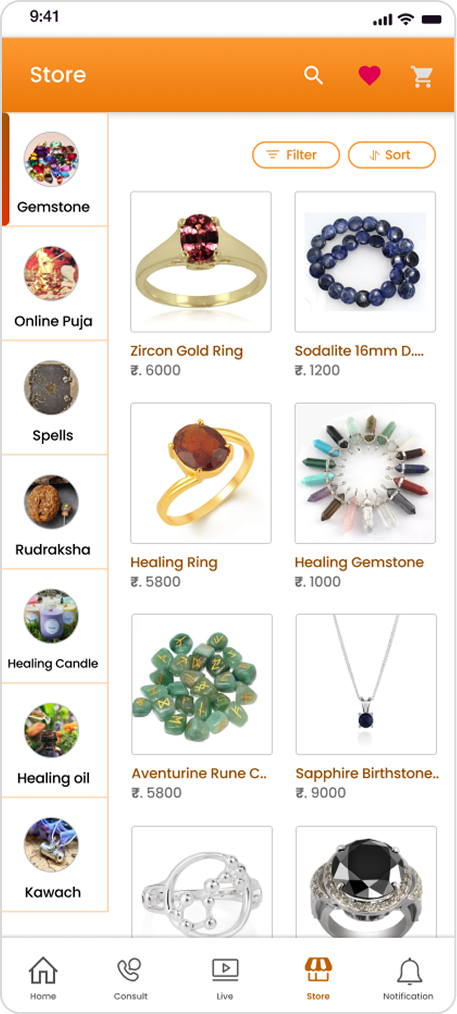 9:41
Store
Gemstone
Online Puja
Spells
Rudraksha
Healing Candle
Healing oil
Kawach
Filter
Sort
Zircon Gold Ring
₹. 6000
Sodalite 16mm D....
₹. 1200
Healing Ring
₹. 5800
Healing Gemstone
₹. 1000
Aventurine Rune C..
₹. 5800
Sapphire Birthstone..
₹. 9000
Home
Consult
Live
Store
Notification